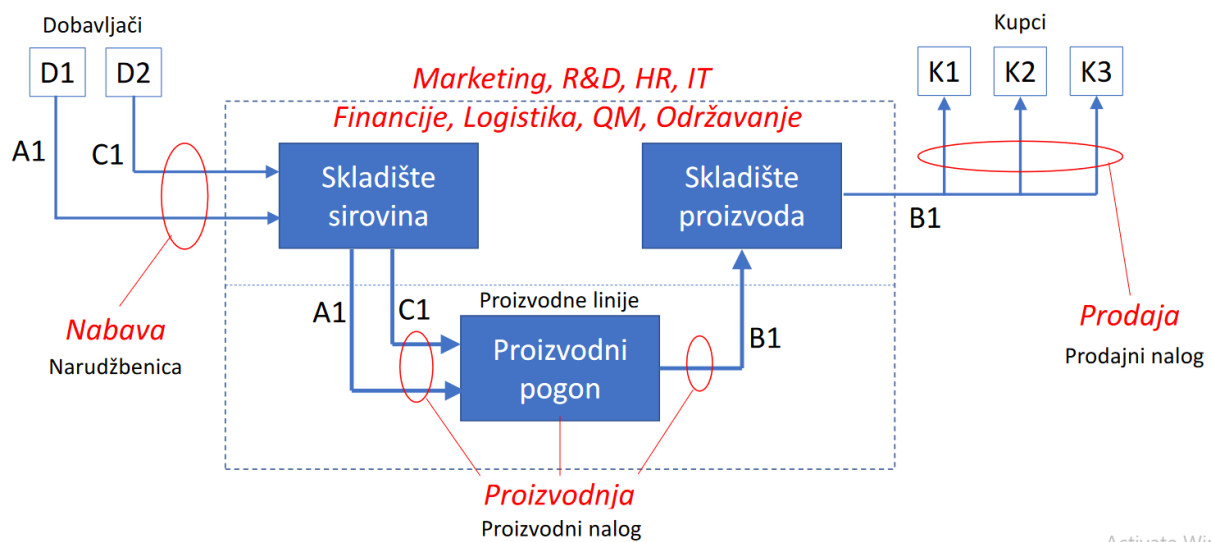 Dobavljači
Kupci
D1
D2
K1
K2
K3
Marketing, R&D, HR, IT
Financije, Logistika, QM, Održavanje
A1
C1
Skladište
sirovina
Skladište
proizvoda
B1
A1
C1
Proizvodne linije
Proizvodni
pogon
B1
Nabava
Narudžbenica
Prodaja
Prodajni nalog
Proizvodnja
Proizvodni nalog